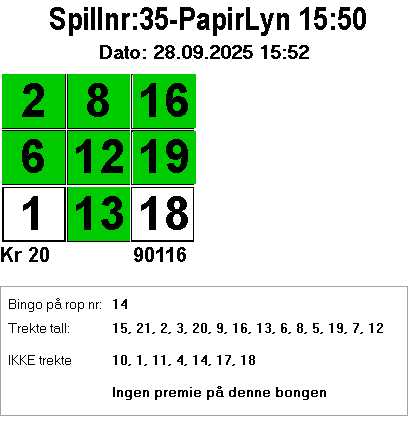 Spillnr:35-PapirLyn 15:50
Dato: 28.09.2025 15:52
2 8 16
6 12 19
1 13 18
Kr 20 90116
Bingo på rop nr: 14
Trekte tall: 15, 21, 2, 3, 20, 9, 16, 13, 6, 8, 5, 19, 7, 12
IKKE trekte 10, 1, 11, 4, 14, 17, 18
Ingen premie på denne bongen